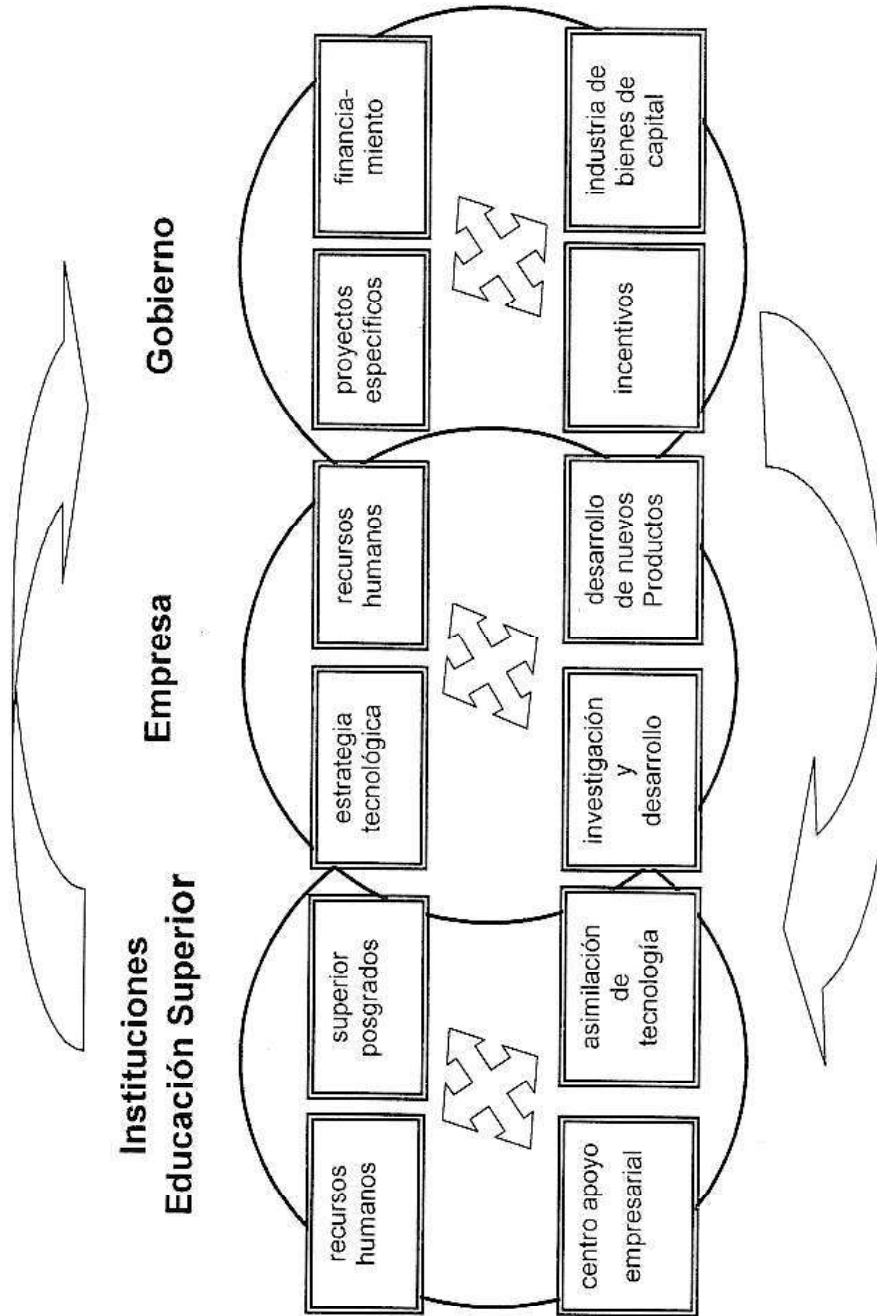 Instituciones
Educación Superior
Empresa
Gobierno
recursos
humanos
superior
posgrados
estrategia
tecnológica
recursos
humanos
proyectos
específicos
financia-
miento
centro apoyo
empresarial
asimilación
de
tecnología
investigación
y
desarrollo
desarrollo
de nuevos
Productos
incentivos
industria de
bienes de
capital